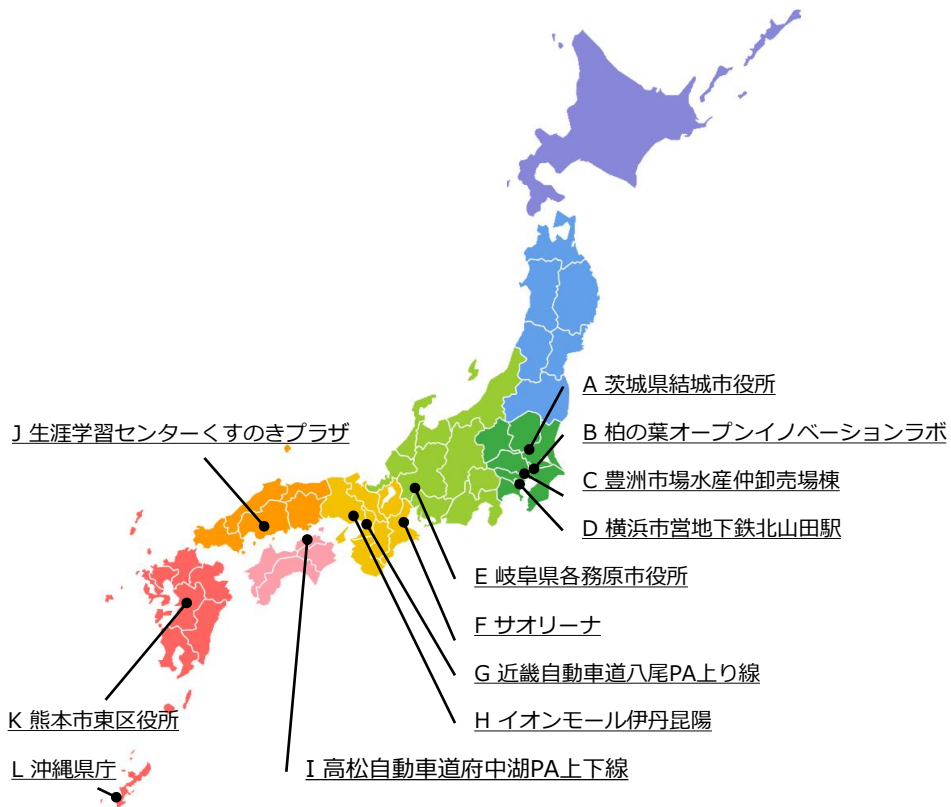 A 茨城県結城市役所
B 柏の葉オープンイノベーションラボ
C 豊洲市場水産仲卸売場棟
D 横浜市営地下鉄北山田駅
E 岐阜県各務原市役所
F サオリーナ
G 近畿自動車道八尾PA上り線
H イオンモール伊丹昆陽
I 高松自動車道府中湖PA上下線
J 生涯学習センターくすのきプラザ
K 熊本市東区役所
L 沖縄県庁